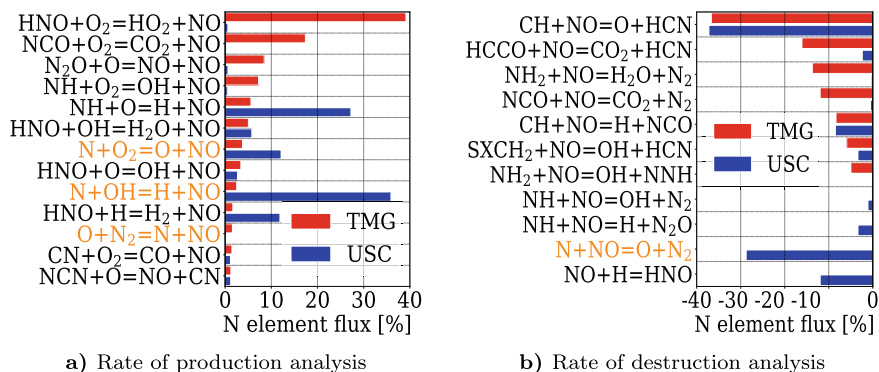 HNO+O₂=HO₂+NO
NCO+O₂=CO₂+NO
N₂O+O=NO+NO
NH+O₂=OH+NO
NH+O=H+NO
HNO+OH=H₂O+NO
N+O₂=O+NO
HNO+O=OH+NO
N+OH=H+NO
HNO+H=H₂+NO
O+N₂=N+NO
CN+O₂=CO+NO
NCN+O=NO+CN
TMG
USC
0 10 20 30 40
N element flux [%]
a) Rate of production analysis
CH+NO=O+HCN
HCCO+NO=CO₂+HCN
NH₂+NO=H₂O+N₂
NCO+NO=CO₂+N₂
CH+NO=H+NCO
SXCH₂+NO=OH+HCN
NH₂+NO=OH+NNH
NH+NO=OH+N₂
NH+NO=H+N₂O
N+NO=O+N₂
NO+H=HNO
TMG
USC
-40 -30 -20 -10 0
N element flux [%]
b) Rate of destruction analysis